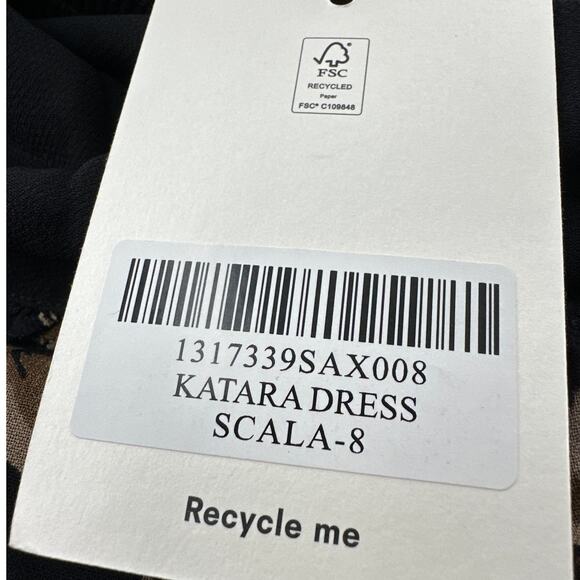 FSC
RECYCLED
Paper
FSC® C109848
1317339SAX008
KATARA DRESS
SCALA-8
Recycle me